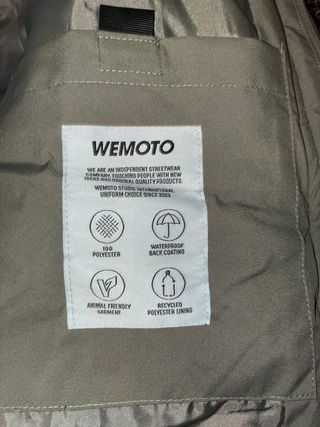 WEMOTO
WE ARE AN INDEPENDENT STREETWEAR
COMPANY, TOUCHING PEOPLE WITH NEW
IDEAS AND ORIGINAL QUALITY PRODUCTS.
WEMOTO STUDIO INTERNATIONAL.
UNIFORM CHOICE SINCE 2003
100
POLYESTER
WATERPROOF
BACK COATING
ANIMAL FRIENDLY
GARMENT
RECYCLED
POLYESTER LINING